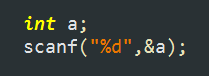 int a;
scanf("%d",&a);